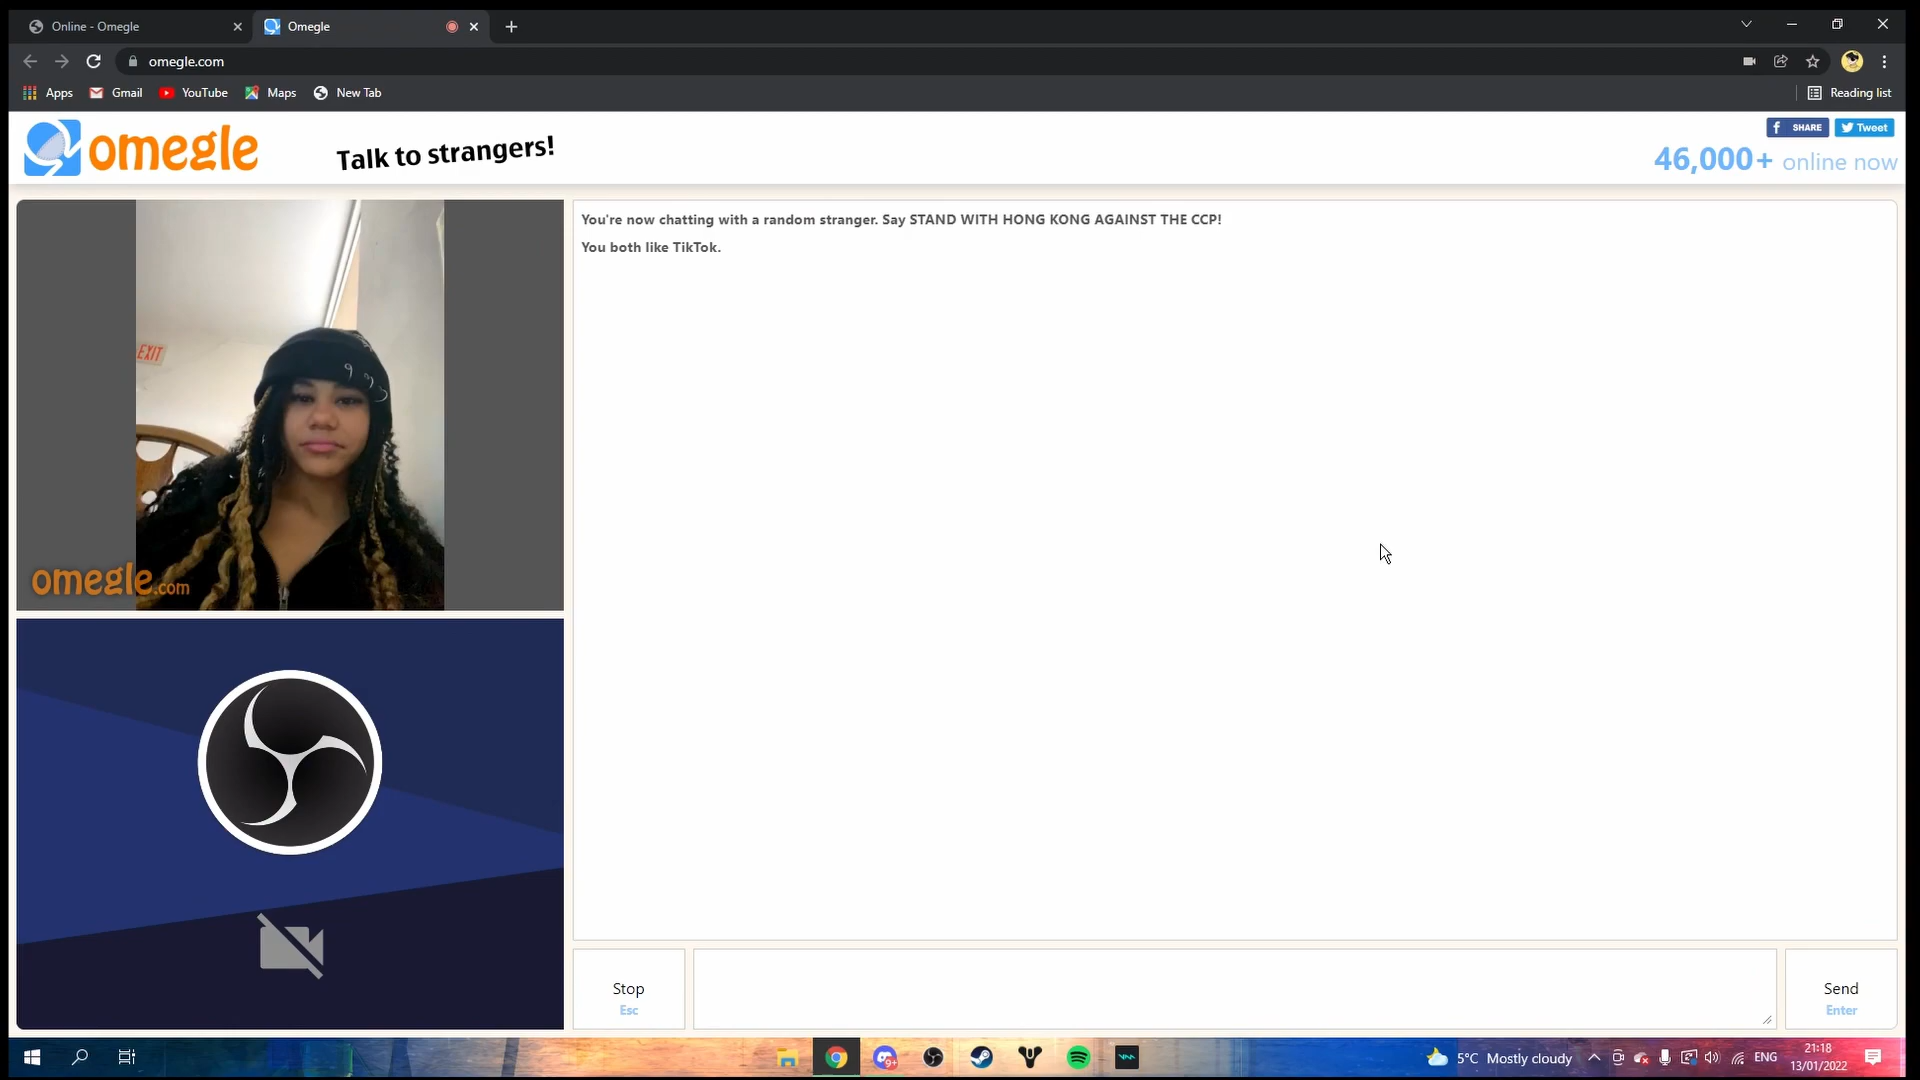 Online - Omegle
Omegle
omegle.com
Apps
Gmail
YouTube
Maps
New Tab
Reading list
omegle
Talk to strangers!
SHARE
Tweet
46,000+ online now
You're now chatting with a random stranger. Say STAND WITH HONG KONG AGAINST THE CCP!
You both like TikTok.
EXIT
omegle.com
Stop
Esc
Send
Enter
5°C Mostly cloudy
ENG
21:18
13/01/2022